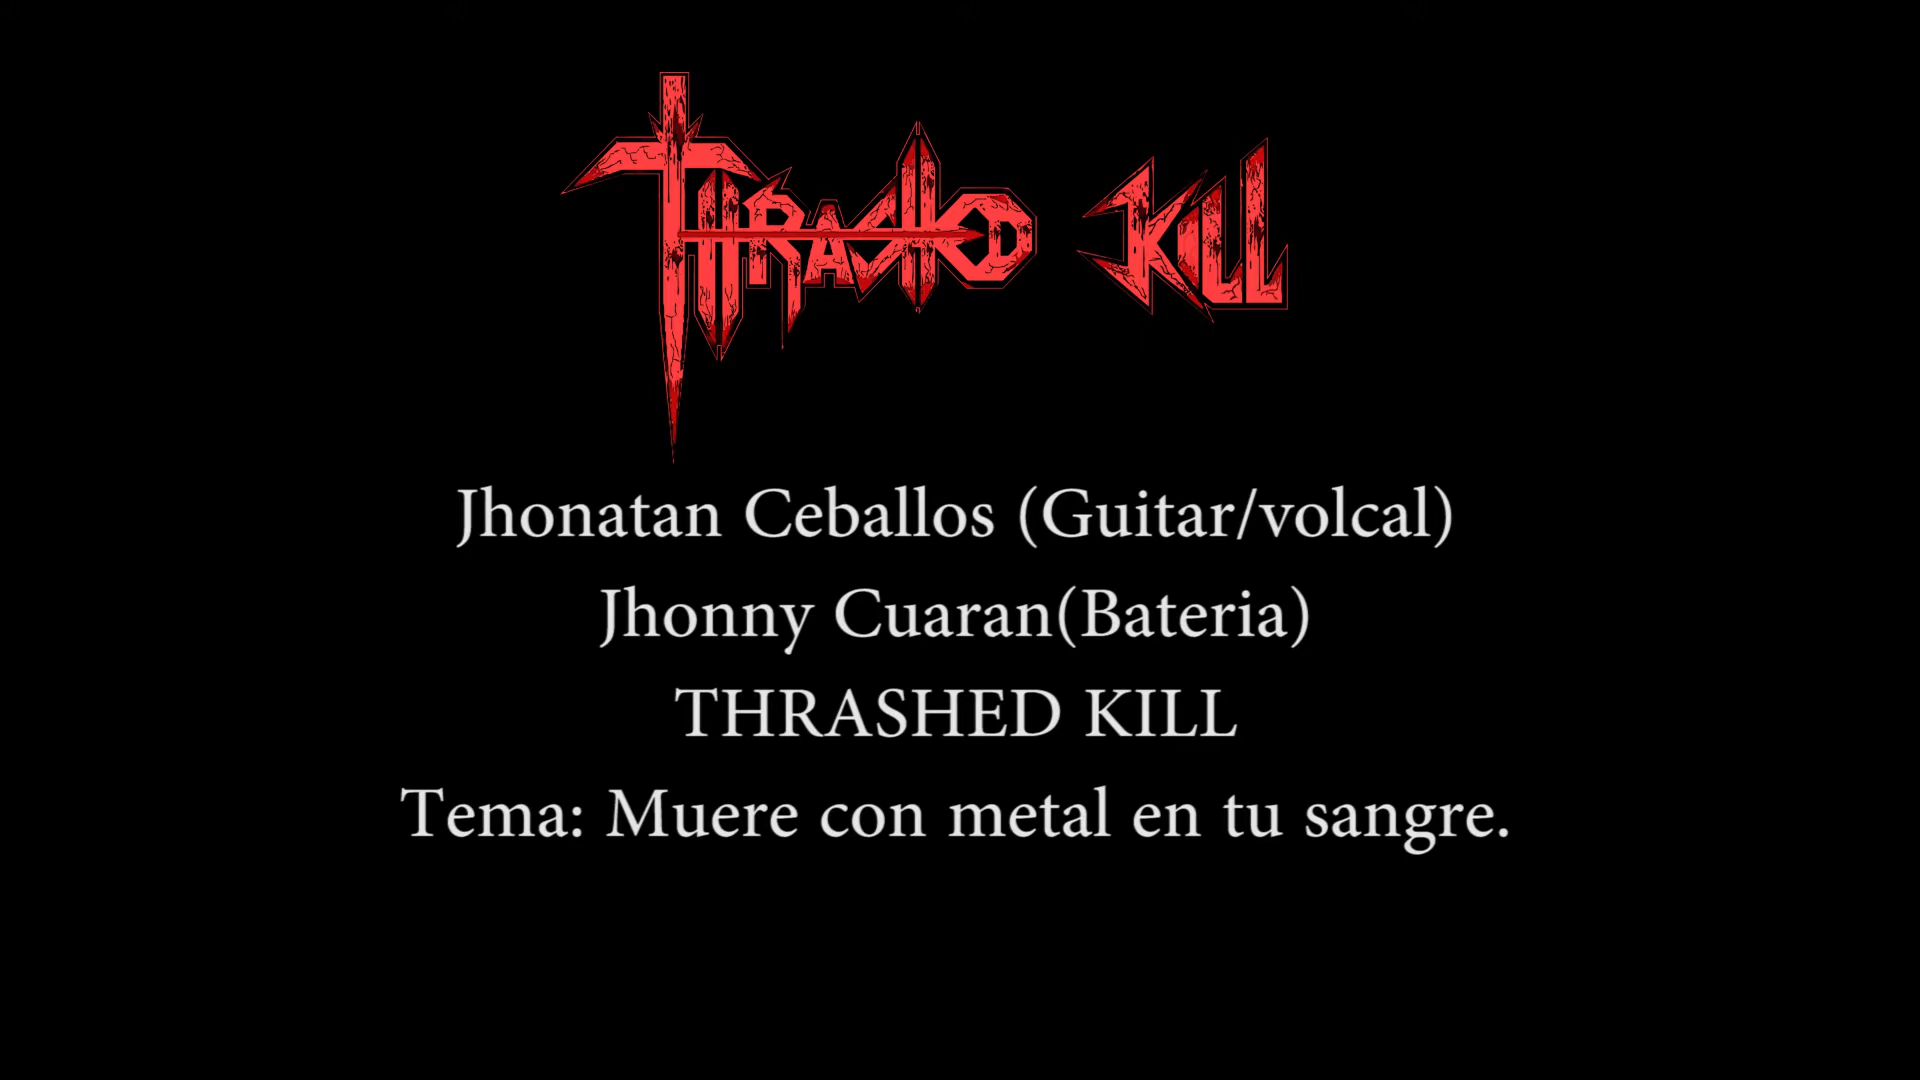 THRASHED KILL
Jhonatan Ceballos (Guitar/volcal)
Jhonny Cuaran(Bateria)
THRASHED KILL
Tema: Muere con metal en tu sangre.